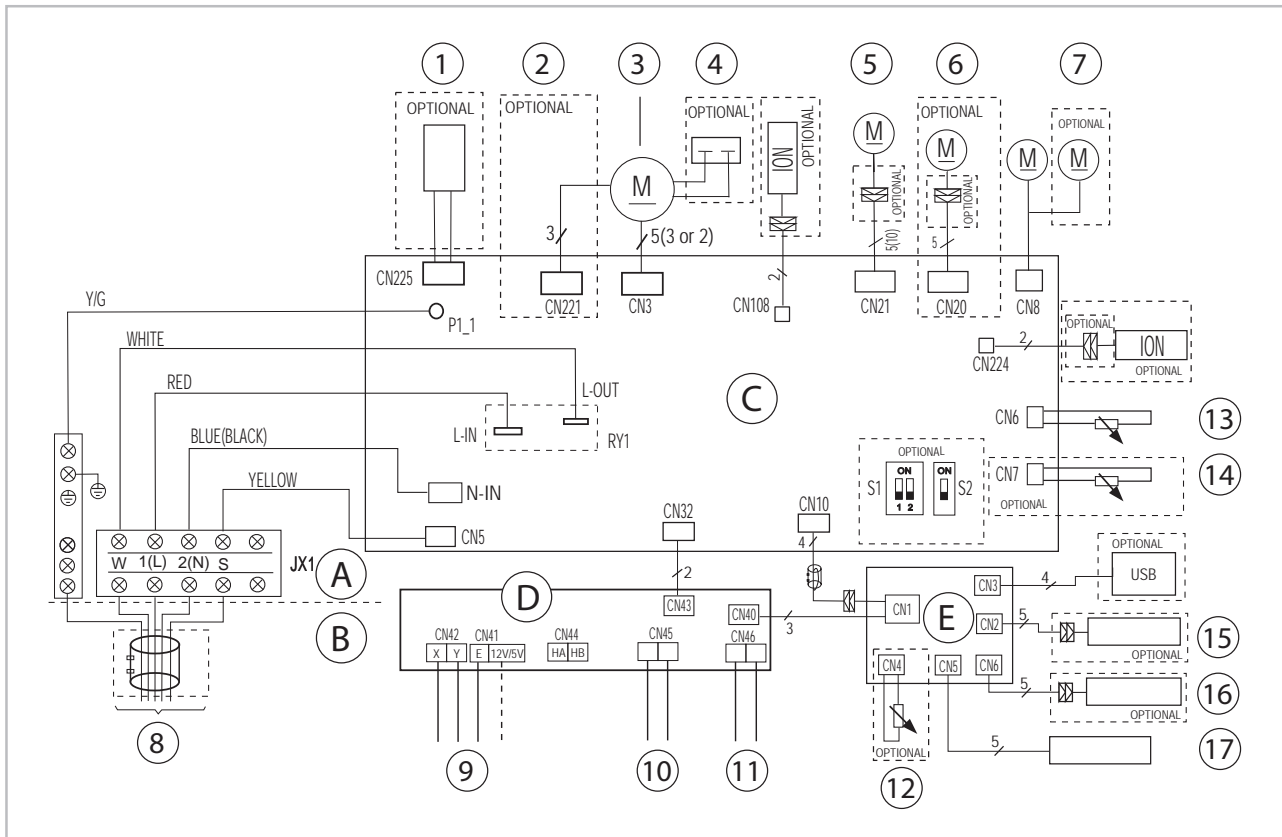 1 2 3 4 5 6 7
OPTIONAL
OPTIONAL
M
OPTIONAL
ION
OPTIONAL
M
OPTIONAL
OPTIONAL
M
OPTIONAL
M
OPTIONAL
M
3
5(3 or 2)
2
5(10)
5
CN225
CN221
CN3
CN108
CN21
CN20
CN8
Y/G
P1_1
WHITE
RED
BLUE(BLACK)
YELLOW
L-OUT
L-IN
RY1
N-IN
CN5
C
CN224
2
OPTIONAL
ION
OPTIONAL
CN6
13
CN7
OPTIONAL
14
OPTIONAL
S1
ON
1 2
ON
S2
CN32
2
CN10
4
W 1(L) 2(N) S
JX1
A
B
8
D
CN43
CN40
3
CN42
X Y
CN41
E 12V/5V
CN44
HA HB
CN45
CN46
9
10
11
E
CN1
CN3
CN2
CN4
CN5
CN6
4
OPTIONAL
USB
5
OPTIONAL
15
5
OPTIONAL
16
5
17
OPTIONAL
12